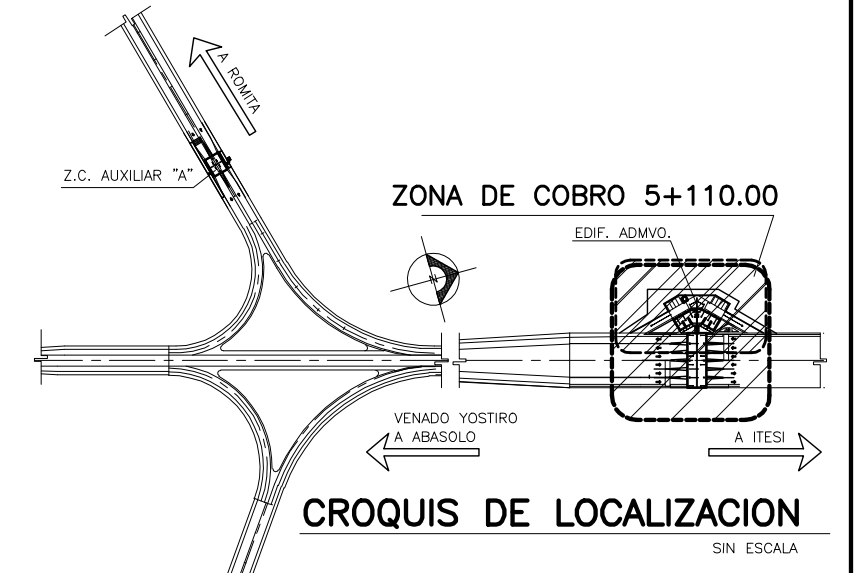 A ROMITA
Z.C. AUXILIAR "A"
ZONA DE COBRO 5+110.00
EDIF. ADMVO.
N
VENADO YOSTIRO
A ABASOLO
A ITESI
CROQUIS DE LOCALIZACION
SIN ESCALA